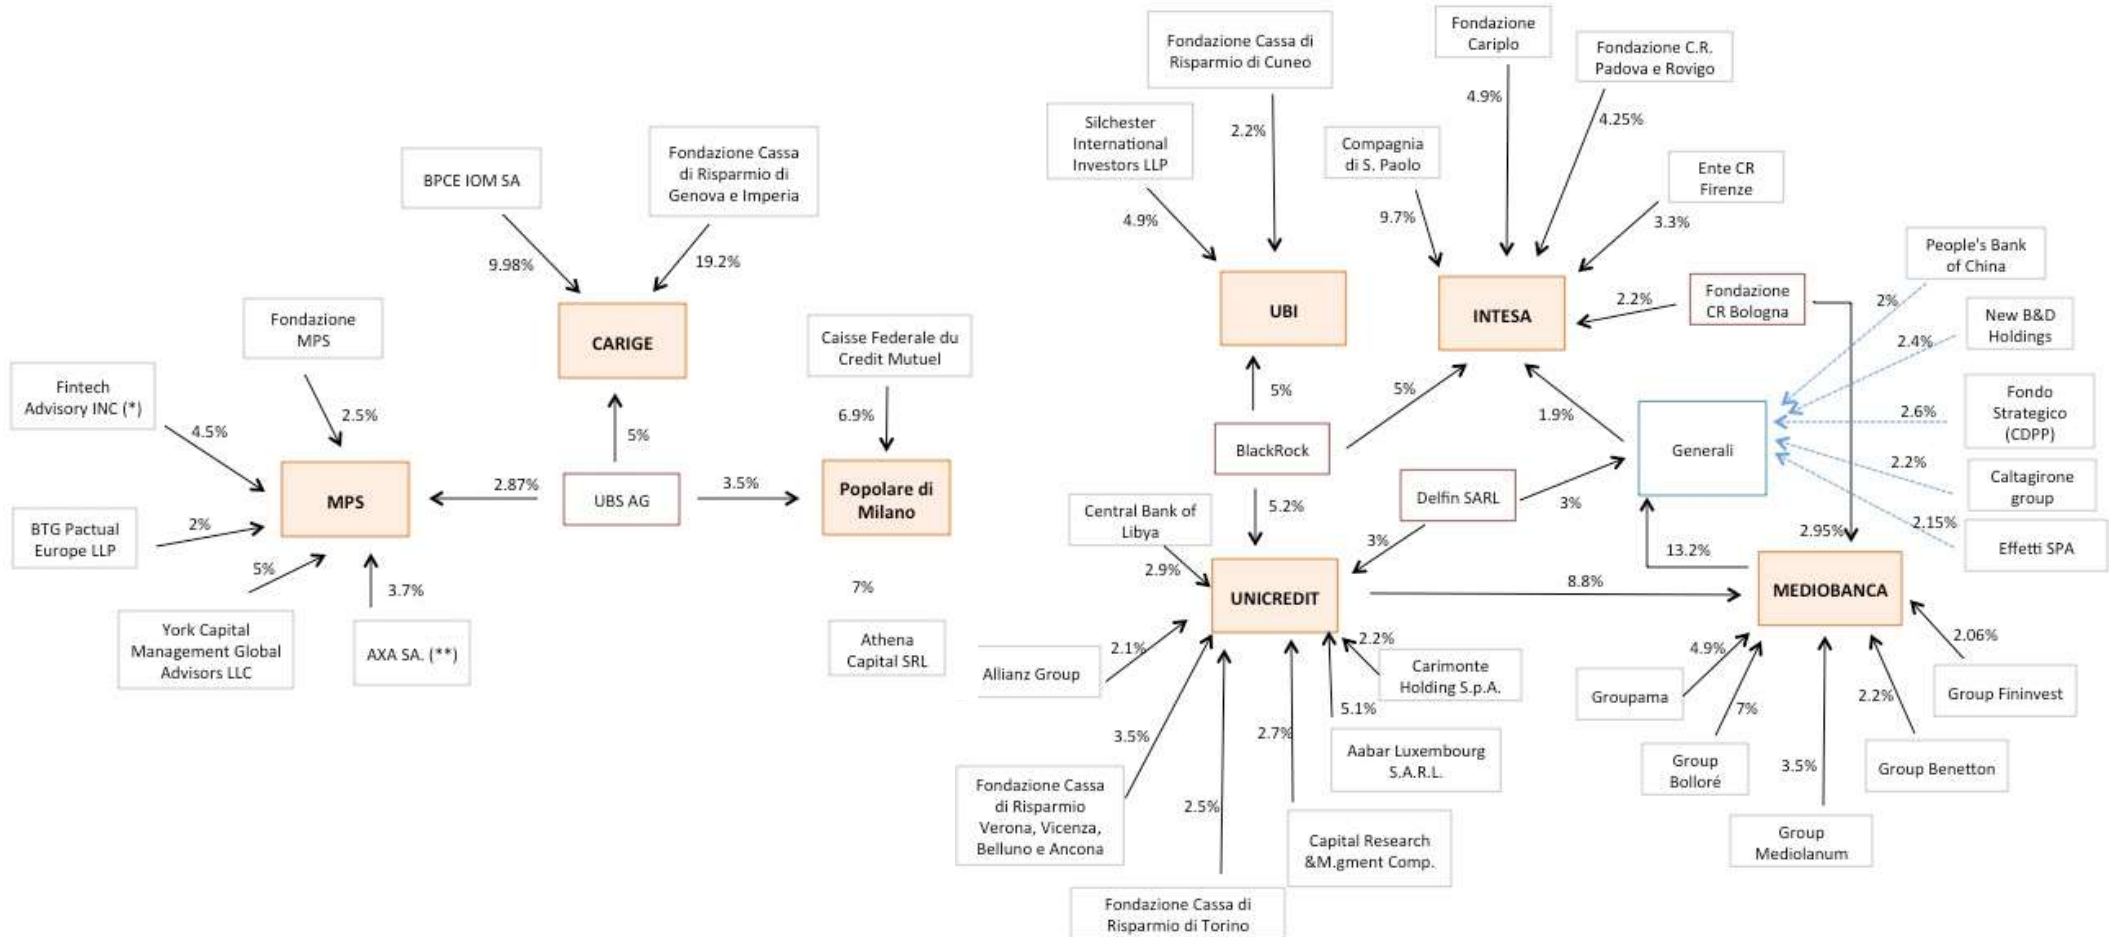 BPCE IOM SA
Fondazione Cassa
di Risparmio di
Genova e Imperia
9.98%
19.2%
CARIGE
Fondazione
MPS
Fintech
Advisory INC (*)
4.5%
2.5%
5%
Caisse Federale du
Credit Mutuel
6.9%
MPS
2.87%
UBS AG
3.5%
Popolare di
Milano
BTG Pactual
Europe LLP
2%
5%
3.7%
York Capital
Management Global
Advisors LLC
AXA SA. (**)
7%
Athena
Capital SRL
Fondazione Cassa di
Risparmio di Cuneo
2.2%
Silchester
International
Investors LLP
4.9%
UBI
Fondazione
Cariplo
4.9%
Fondazione C.R.
Padova e Rovigo
4.25%
Compagnia
di S. Paolo
9.7%
Ente CR
Firenze
3.3%
INTESA
2.2%
Fondazione
CR Bologna
People's Bank
of China
2%
New B&D
Holdings
2.4%
Fondo
Strategico
(CDPP)
2.6%
Caltagirone
group
2.2%
Effetti SPA
2.15%
5%
5%
1.9%
Generali
BlackRock
5.2%
Delfin SARL
3%
3%
Central Bank of
Libya
2.9%
13.2%
2.95%
UNICREDIT
8.8%
MEDIOBANCA
Allianz Group
2.1%
2.2%
Carimonte
Holding S.p.A.
5.1%
Aabar Luxembourg
S.A.R.L.
3.5%
Fondazione Cassa
di Risparmio
Verona, Vicenza,
Belluno e Ancona
2.5%
Fondazione Cassa di
Risparmio di Torino
2.7%
Capital Research
&M.gment Comp.
4.9%
Groupama
7%
Group
Bolloré
3.5%
Group
Mediolanum
2.2%
Group Benetton
2.06%
Group Fininvest